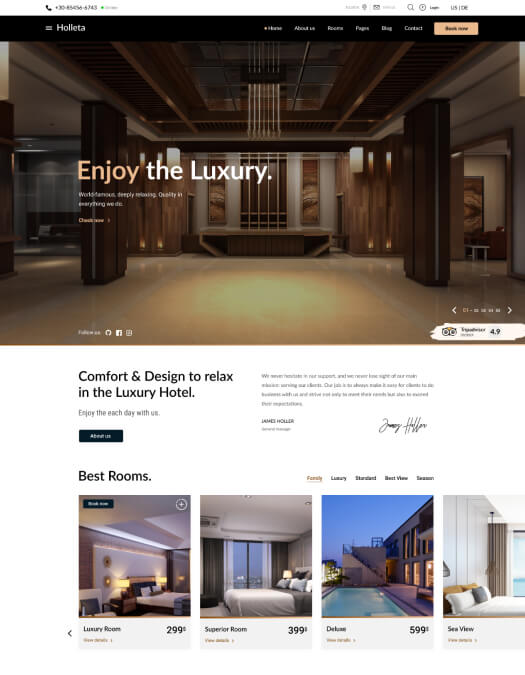 +30-85456-6743
Login
US | DE
Holleta
Home
About us
Rooms
Pages
Blog
Contact
Book now
Enjoy the Luxury.
World-famous, deeply relaxing. Quality in
everything we do.
Check now
01 - 02 03 04 05
Follow us:
Tripadvisor
4.9
Comfort & Design to relax
in the Luxury Hotel.
Enjoy the each day with us.
About us
We never hesitate in our support, and we never lose sight of our main
mission: serving our clients. Our job is to always make it easy for clients to do
business with us and strive not only to meet their needs but also to exceed
their expectations.
JAMES HOLLER
General manager
James Holler
Best Rooms.
Family
Luxury
Standard
Best View
Season
Book now
Luxury Room
299$
View details
Superior Room
399$
View details
Deluxe
599$
View details
Sea View
View details